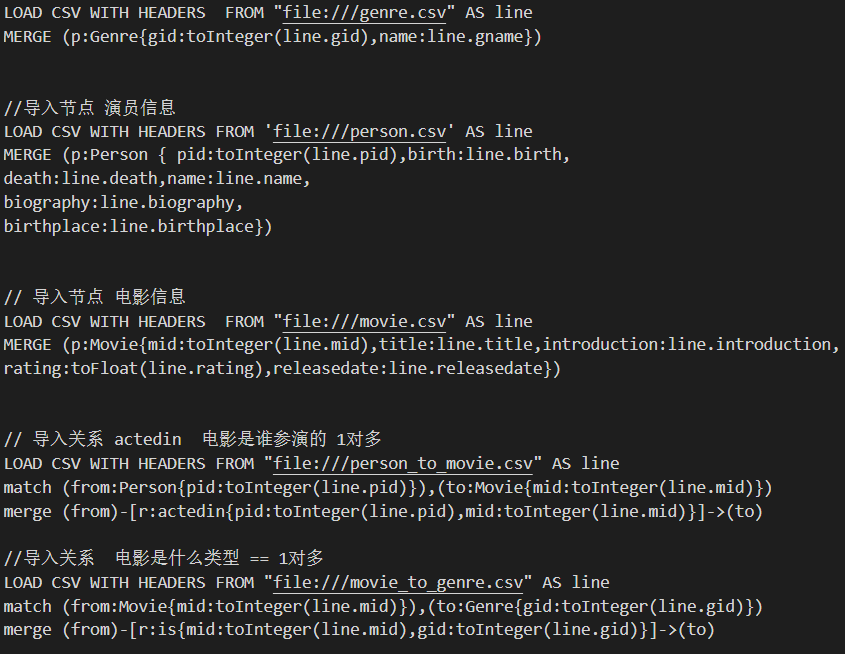 LOAD CSV WITH HEADERS  FROM "file:///genre.csv" AS line
MERGE (p:Genre{gid:toInteger(line.gid),name:line.gname})
//导入节点 演员信息
LOAD CSV WITH HEADERS FROM 'file:///person.csv' AS line
MERGE (p:Person { pid:toInteger(line.pid),birth:line.birth,
death:line.death,name:line.name,
biography:line.biography,
birthplace:line.birthplace})
// 导入节点 电影信息
LOAD CSV WITH HEADERS  FROM "file:///movie.csv" AS line
MERGE (p:Movie{mid:toInteger(line.mid),title:line.title,introduction:line.introduction,
rating:toFloat(line.rating),releasedate:line.releasedate})
// 导入关系 actedin  电影是谁参演的 1对多
LOAD CSV WITH HEADERS FROM "file:///person_to_movie.csv" AS line
match (from:Person{pid:toInteger(line.pid)}),(to:Movie{mid:toInteger(line.mid)})
merge (from)-[r:actedin{pid:toInteger(line.pid),mid:toInteger(line.mid)}]->(to)
//导入关系  电影是什么类型 == 1对多
LOAD CSV WITH HEADERS FROM "file:///movie_to_genre.csv" AS line
match (from:Movie{mid:toInteger(line.mid)}),(to:Genre{gid:toInteger(line.gid)})
merge (from)-[r:is{mid:toInteger(line.mid),gid:toInteger(line.gid)}]->(to)